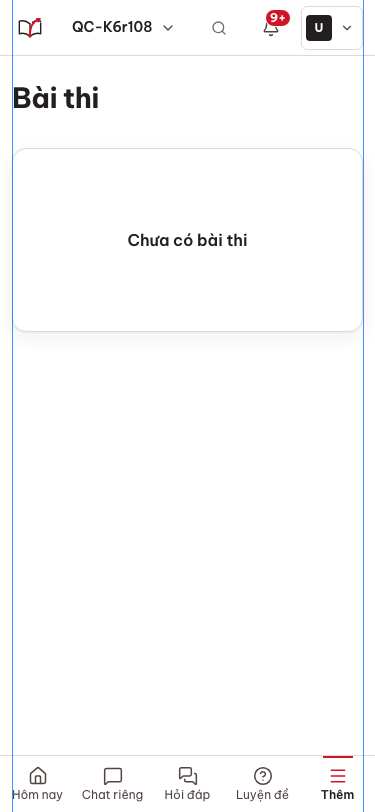 QC-K6r108
9+
U
Bài thi
Chưa có bài thi
Hôm nay
Chat riêng
Hỏi đáp
Luyện đề
Thêm